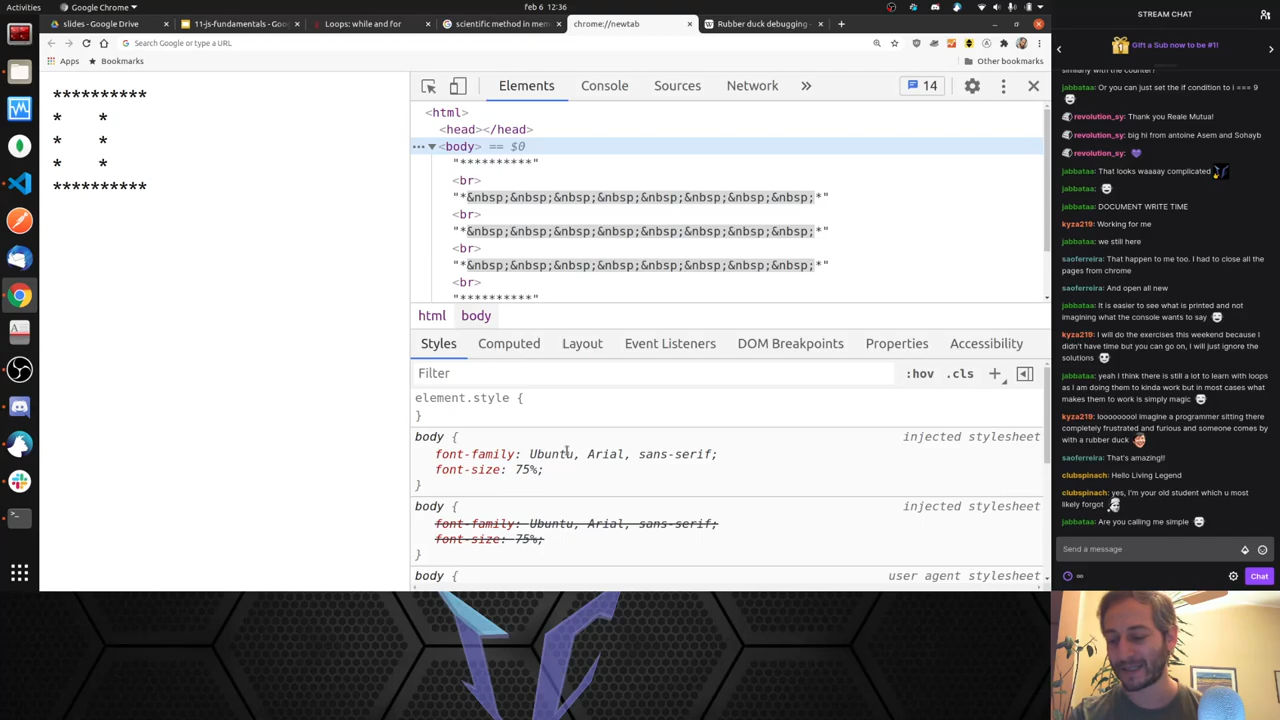 Activities
Google Chrome
feb 6 12:36
slides - Google Drive
11-js-fundamentals - Goo
Loops: while and for
scientific method in mem
chrome://newtab
Rubber duck debugging -
Search Google or type a URL
Apps
Bookmarks
Other bookmarks
**********
* *
* *
* *
**********
Elements
Console
Sources
Network
14
<html>
<head></head>
<body> == $0
"**********"
<br>
"*&nbsp;&nbsp;&nbsp;&nbsp;&nbsp;&nbsp;&nbsp;&nbsp;*"
<br>
"*&nbsp;&nbsp;&nbsp;&nbsp;&nbsp;&nbsp;&nbsp;&nbsp;*"
<br>
"*&nbsp;&nbsp;&nbsp;&nbsp;&nbsp;&nbsp;&nbsp;&nbsp;*"
<br>
"**********"
html
body
Styles
Computed
Layout
Event Listeners
DOM Breakpoints
Properties
Accessibility
Filter
:hov
.cls
element.style {
}
body {
injected stylesheet
font-family: Ubuntu, Arial, sans-serif;
font-size: 75%;
}
body {
injected stylesheet
font-family: Ubuntu, Arial, sans-serif;
font-size: 75%;
}
body {
user agent stylesheet
STREAM CHAT
Gift a Sub now to be #1!
similarly with the counter?
jabbataa: Or you can just set the if condition to i === 9
revolution_sy: Thank you Reale Mutua!
revolution_sy: big hi from antoine Asem and Sohayb
revolution_sy:
jabbataa: That looks waaaay complicated
jabbataa:
jabbataa: DOCUMENT WRITE TIME
kyza219: Working for me
jabbataa: we still here
saoferreira: That happen to me too. I had to close all the
pages from chrome
saoferreira: And open all new
jabbataa: It is easier to see what is printed and not
imagining what the console wants to say
kyza219: I will do the exercises this weekend because I
didn't have time but you can go on, I will just ignore the
solutions
jabbataa: yeah I think there is still a lot to learn with loops
as I am doing them to kinda work but in most cases what
makes them to work is simply magic
kyza219: looooooool imagine a programmer sitting there
completely frustrated and furious and someone comes by
with a rubber duck
saoferreira: That's amazing!!
clubspinach: Hello Living Legend
clubspinach: yes, I'm your old student which u most
likely forgot
jabbataa: Are you calling me simple
Send a message
∞
Chat